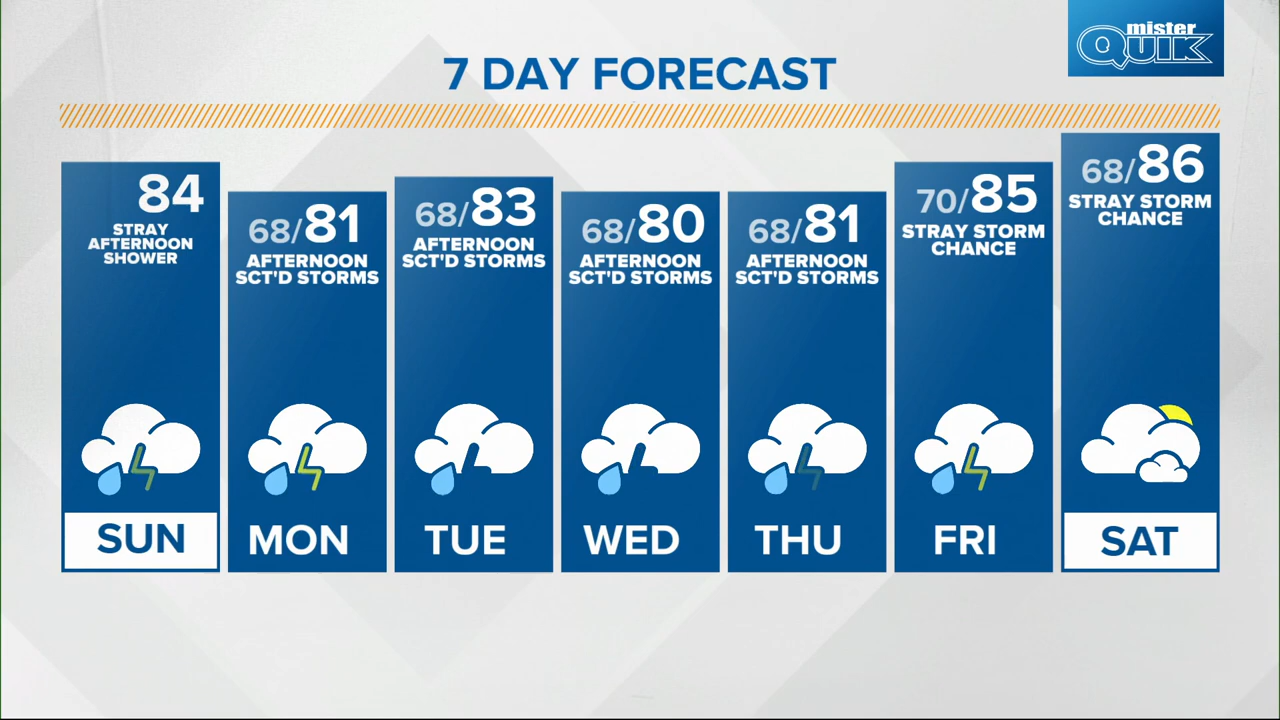 mister
QUIK
7 DAY FORECAST
84
STRAY
AFTERNOON
SHOWER
SUN
68/81
AFTERNOON
SCT'D STORMS
MON
68/83
AFTERNOON
SCT'D STORMS
TUE
68/80
AFTERNOON
SCT'D STORMS
WED
68/81
AFTERNOON
SCT'D STORMS
THU
70/85
STRAY STORM
CHANCE
FRI
68/86
STRAY STORM
CHANCE
SAT